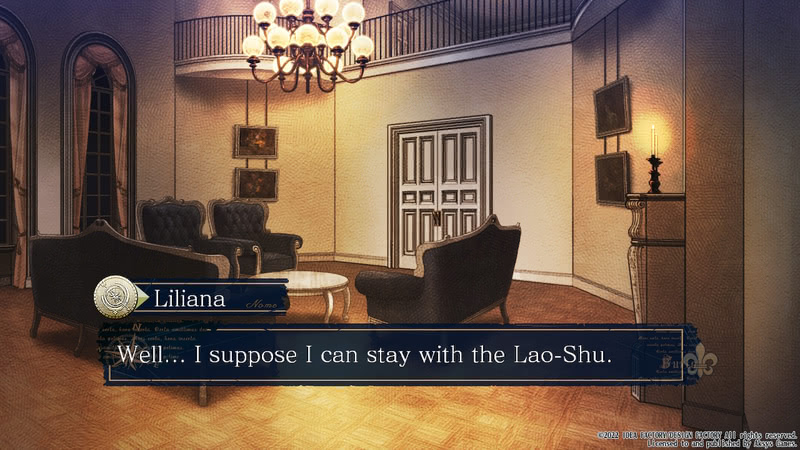 Liliana
Name
Well.... I suppose I can stay with the Lao-Shu.
©2022 IDEA FACTORY/DESIGN FACTORY All rights reserved.
Licensed to and published by Aksys Games.